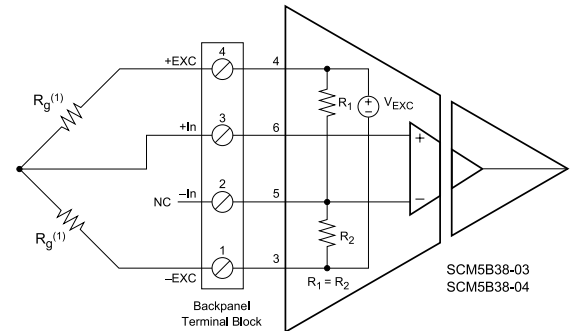 +EXC
4
4
Rg(1)
R1
+
−
VEXC
+In
3
6
+
NC
−In
2
5
−
Rg(1)
R2
−EXC
1
3
R1 = R2
SCM5B38-03
SCM5B38-04
Backpanel
Terminal Block